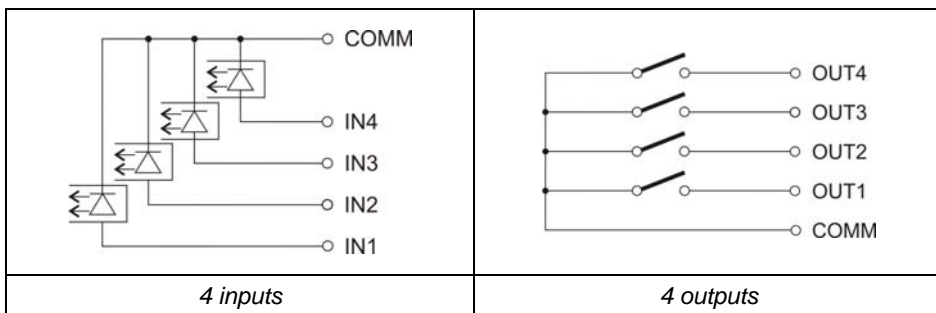 COMM
IN4
IN3
IN2
IN1
4 inputs
OUT4
OUT3
OUT2
OUT1
COMM
4 outputs